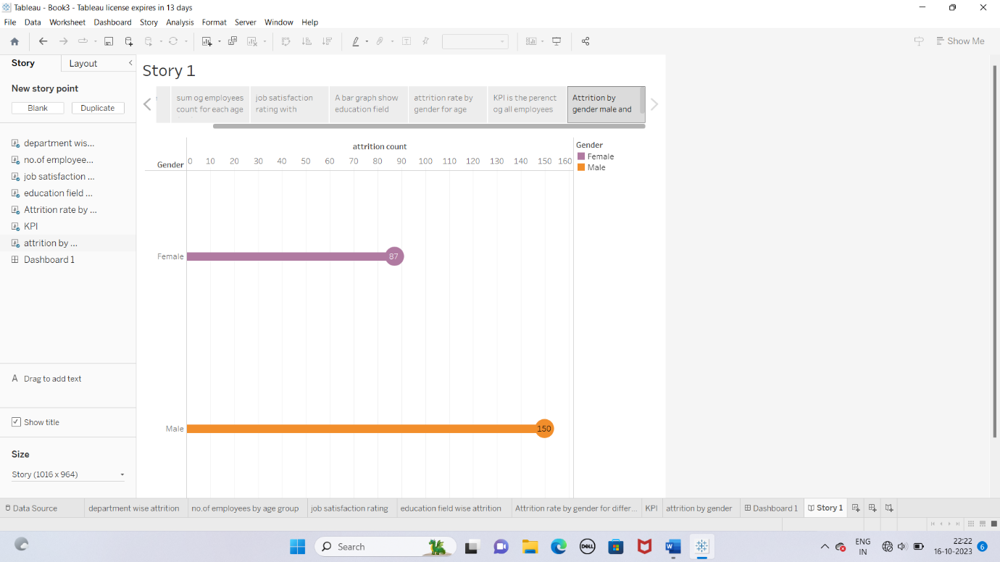 Tableau - Book3 - Tableau license expires in 13 days
File Data Worksheet Dashboard Story Analysis Format Server Window Help
Show Me
Story
Layout
New story point
Blank
Duplicate
department wis...
no.of employee...
job satisfaction ...
education field ...
Attrition rate by ...
KPI
attrition by ...
Dashboard 1
A Drag to add text
Show title
Size
Story (1016 x 964)
Story 1
sum og employees
count for each age
job satisfaction
rating with
A bar graph show
education field
attrition rate by
gender for age
KPI is the perenct
og all employees
Attrition by
gender male and
attrition count
Gender
0 10 20 30 40 50 60 70 80 90 100 110 120 130 140 150 160
Female
87
Male
150
Gender
Female
Male
Data Source
department wise attrition
no.of employees by age group
job satisfaction rating
education field wise attrition
Attrition rate by gender for differ...
KPI
attrition by gender
Dashboard 1
Story 1
Search
DELL
ENG
IN
22:22
16-10-2023
6